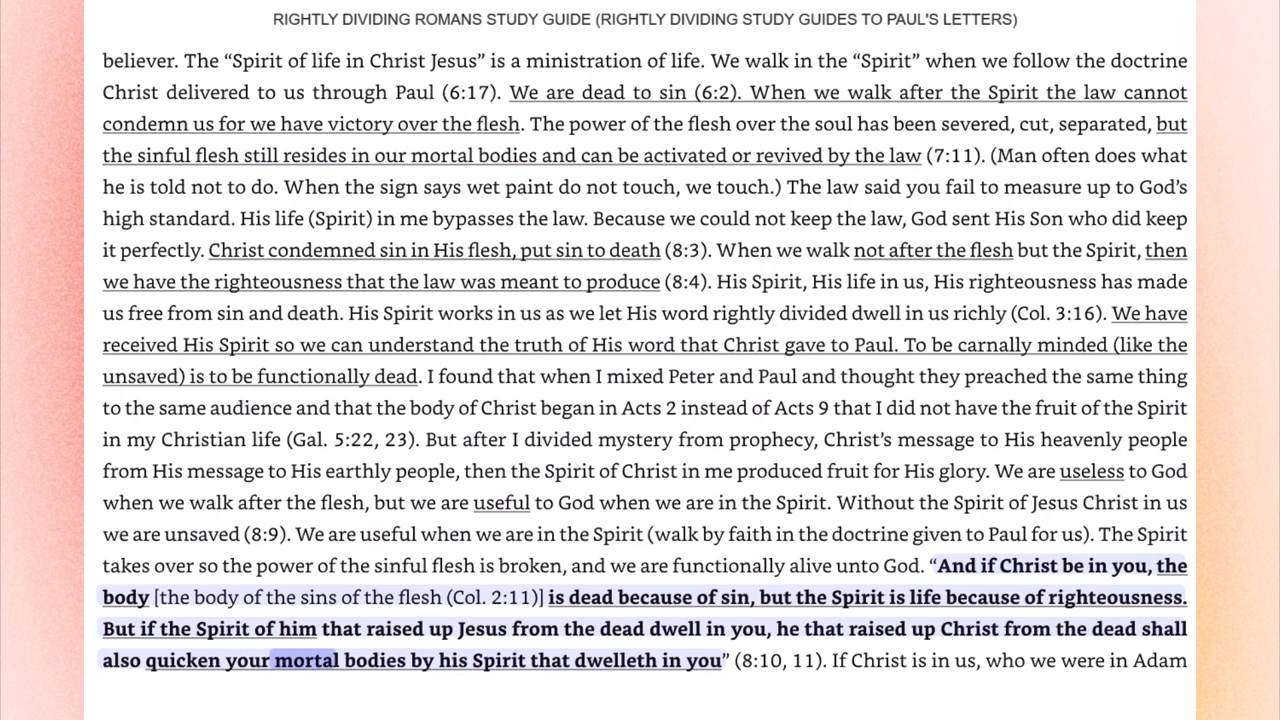 RIGHTLY DIVIDING ROMANS STUDY GUIDE (RIGHTLY DIVIDING STUDY GUIDES TO PAUL'S LETTERS)
believer. The “Spirit of life in Christ Jesus” is a ministration of life. We walk in the “Spirit” when we follow the doctrine
Christ delivered to us through Paul (6:17). We are dead to sin (6:2). When we walk after the Spirit the law cannot
condemn us for we have victory over the flesh. The power of the flesh over the soul has been severed, cut, separated, but
the sinful flesh still resides in our mortal bodies and can be activated or revived by the law (7:11). (Man often does what
he is told not to do. When the sign says wet paint do not touch, we touch.) The law said you fail to measure up to God’s
high standard. His life (Spirit) in me bypasses the law. Because we could not keep the law, God sent His Son who did keep
it perfectly. Christ condemned sin in His flesh, put sin to death (8:3). When we walk not after the flesh but the Spirit, then
we have the righteousness that the law was meant to produce (8:4). His Spirit, His life in us, His righteousness has made
us free from sin and death. His Spirit works in us as we let His word rightly divided dwell in us richly (Col. 3:16). We have
received His Spirit so we can understand the truth of His word that Christ gave to Paul. To be carnally minded (like the
unsaved) is to be functionally dead. I found that when I mixed Peter and Paul and thought they preached the same thing
to the same audience and that the body of Christ began in Acts 2 instead of Acts 9 that I did not have the fruit of the Spirit
in my Christian life (Gal. 5:22, 23). But after I divided mystery from prophecy, Christ’s message to His heavenly people
from His message to His earthly people, then the Spirit of Christ in me produced fruit for His glory. We are useless to God
when we walk after the flesh, but we are useful to God when we are in the Spirit. Without the Spirit of Jesus Christ in us
we are unsaved (8:9). We are useful when we are in the Spirit (walk by faith in the doctrine given to Paul for us). The Spirit
takes over so the power of the sinful flesh is broken, and we are functionally alive unto God. “And if Christ be in you, the
body [the body of the sins of the flesh (Col. 2:11)] is dead because of sin, but the Spirit is life because of righteousness.
But if the Spirit of him that raised up Jesus from the dead dwell in you, he that raised up Christ from the dead shall
also quicken your mortal bodies by his Spirit that dwelleth in you” (8:10, 11). If Christ is in us, who we were in Adam